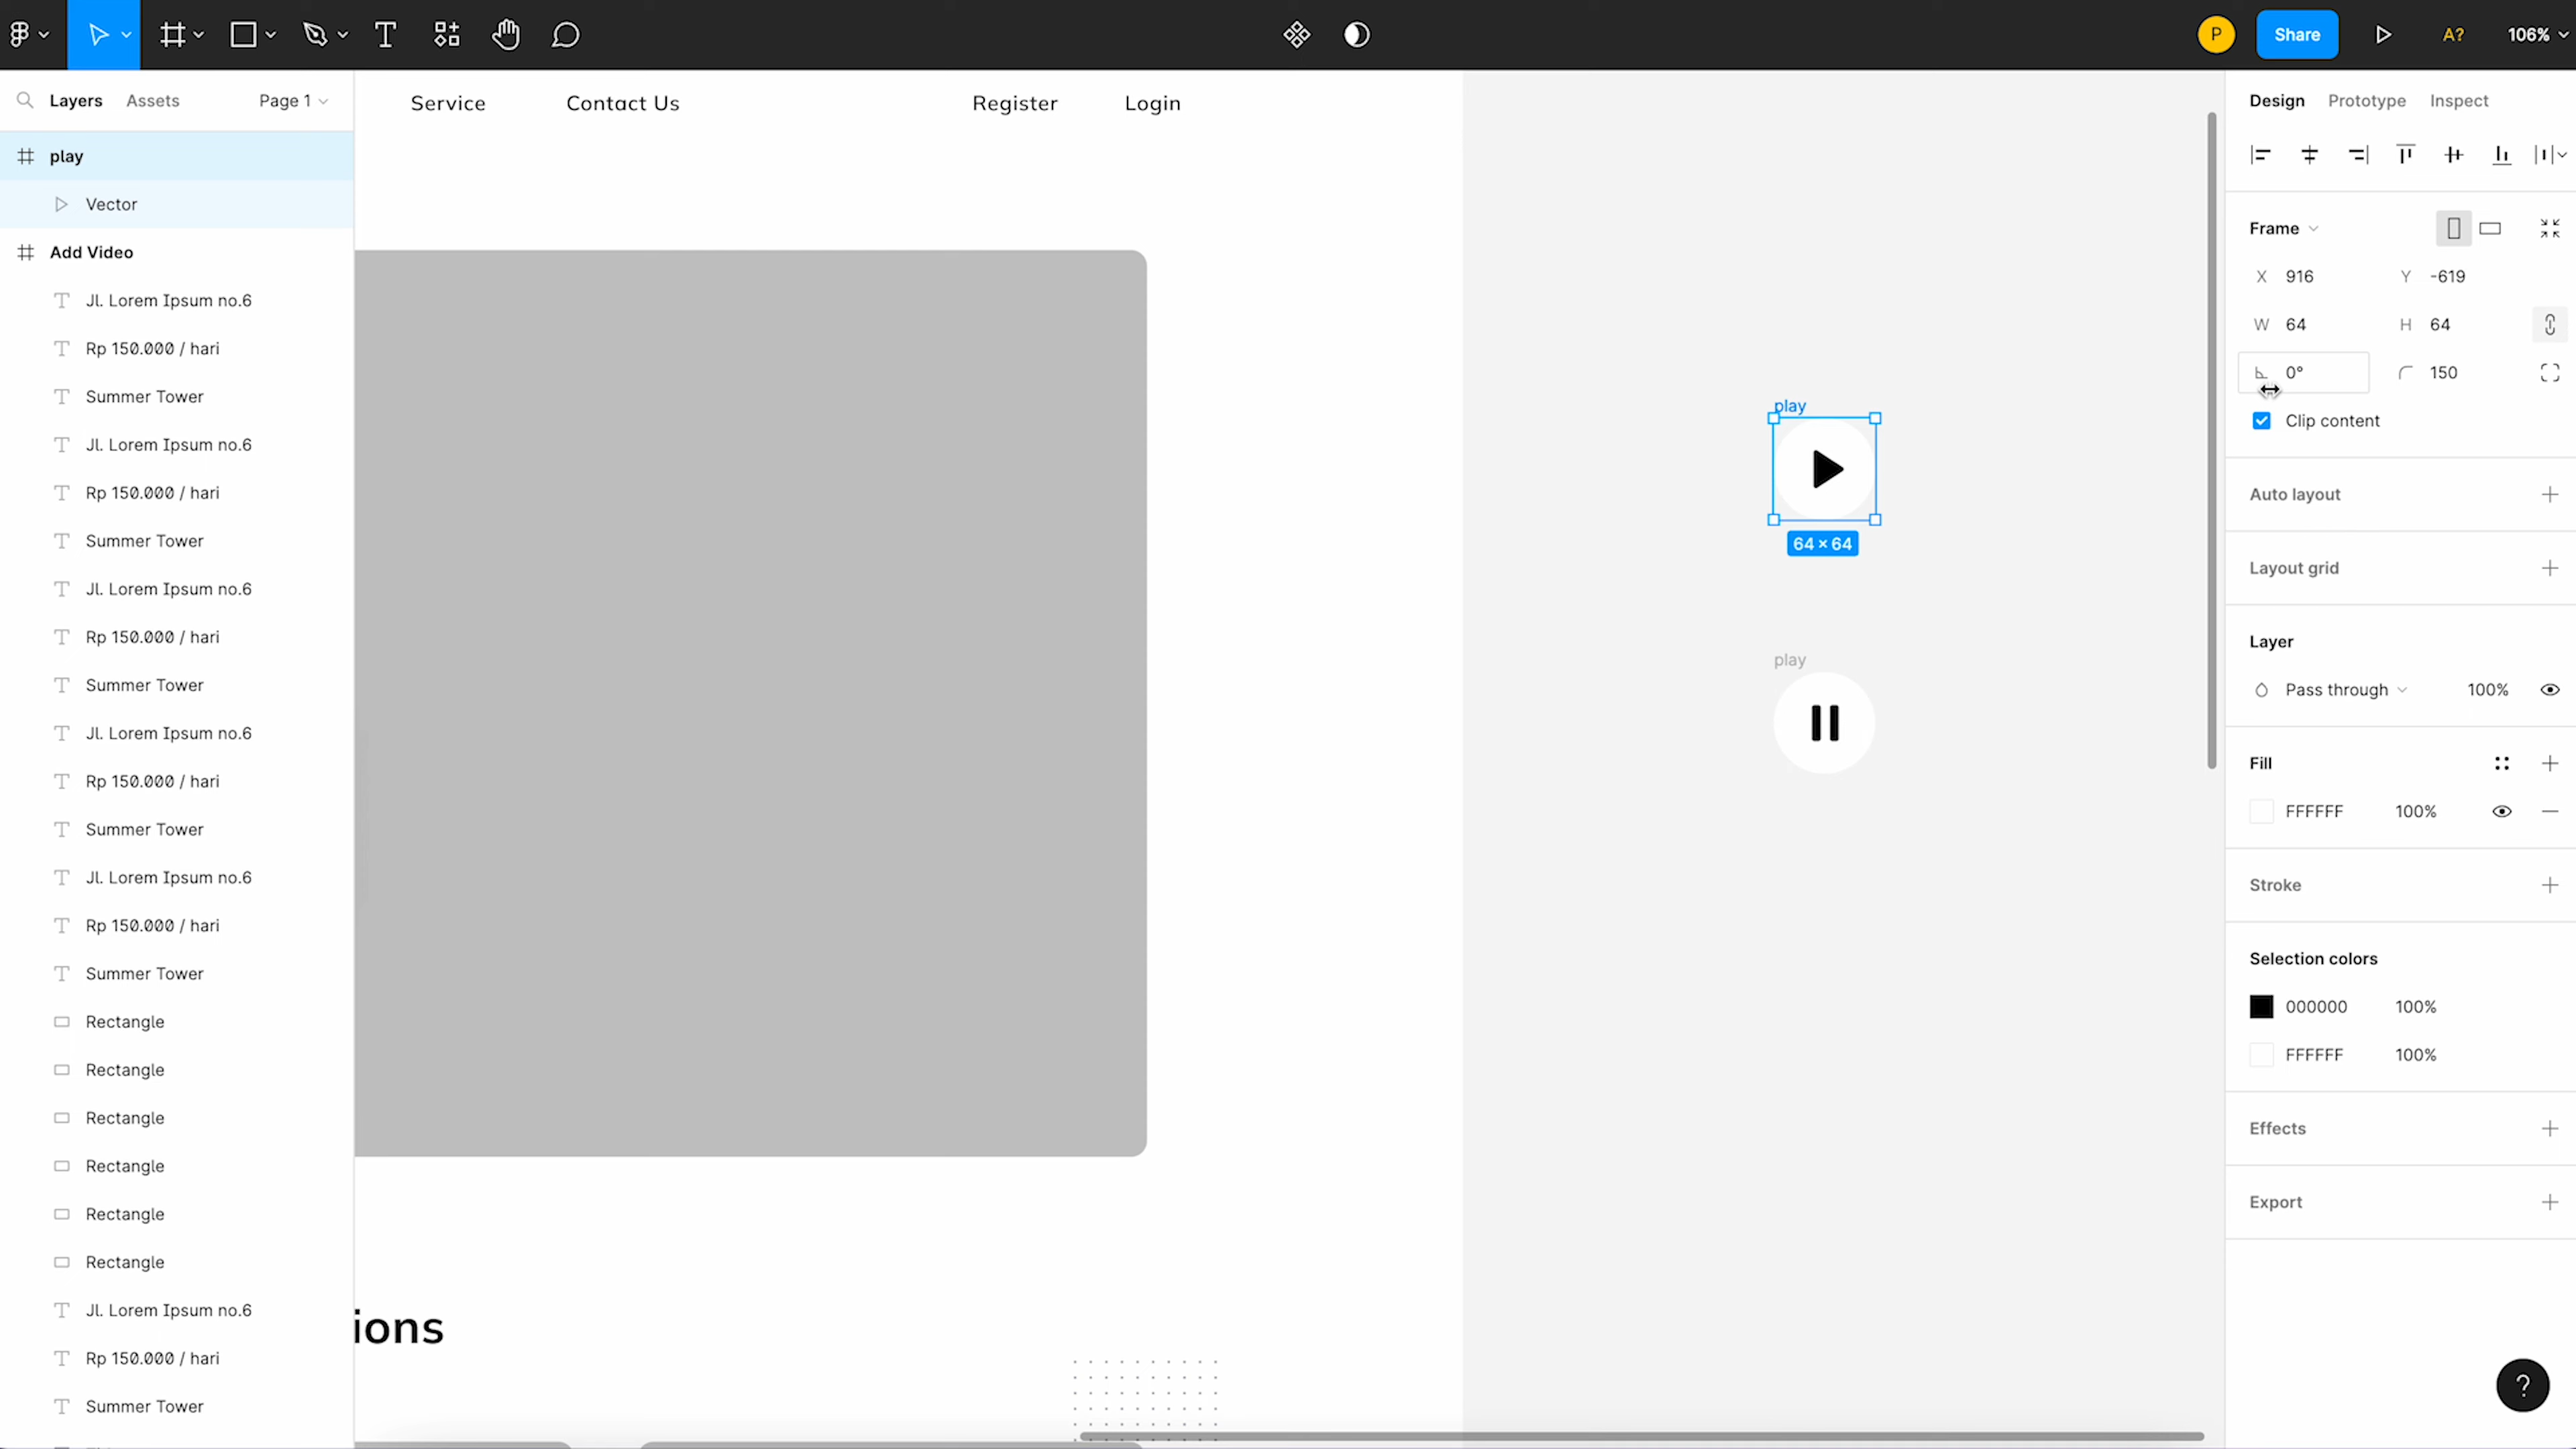 P
Share
A?
106%
Layers
Assets
Page 1
play
Vector
Add Video
Jl. Lorem Ipsum no.6
Rp 150.000 / hari
Summer Tower
Jl. Lorem Ipsum no.6
Rp 150.000 / hari
Summer Tower
Jl. Lorem Ipsum no.6
Rp 150.000 / hari
Summer Tower
Jl. Lorem Ipsum no.6
Rp 150.000 / hari
Summer Tower
Jl. Lorem Ipsum no.6
Rp 150.000 / hari
Summer Tower
Rectangle
Rectangle
Rectangle
Rectangle
Rectangle
Rectangle
Jl. Lorem Ipsum no.6
Rp 150.000 / hari
Summer Tower
Service
Contact Us
Register
Login
ions
play
64 × 64
play
Design
Prototype
Inspect
Frame
X 916
Y -619
W 64
H 64
0°
150
Clip content
Auto layout
Layout grid
Layer
Pass through
100%
Fill
FFFFFF
100%
Stroke
Selection colors
000000
100%
FFFFFF
100%
Effects
Export
?